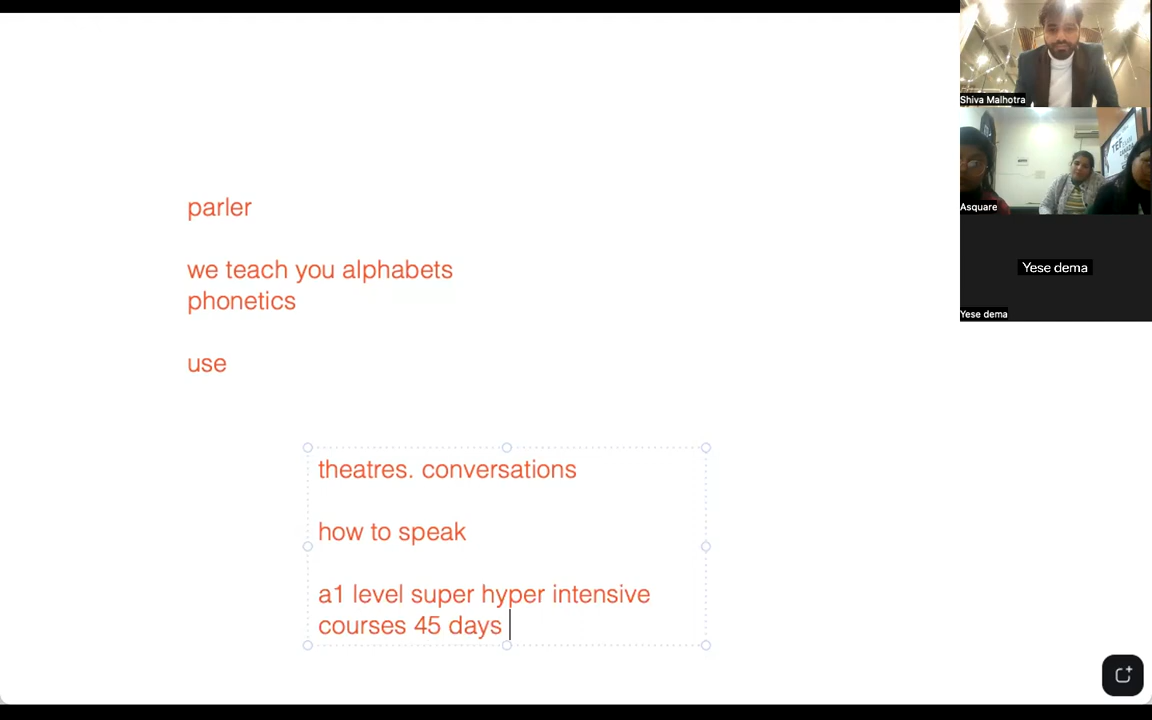 parler
we teach you alphabets
phonetics
use
theatres. conversations
how to speak
a1 level super hyper intensive
courses 45 days
Shiva Malhotra
TEF
Asquare
Yese dema
Yese dema